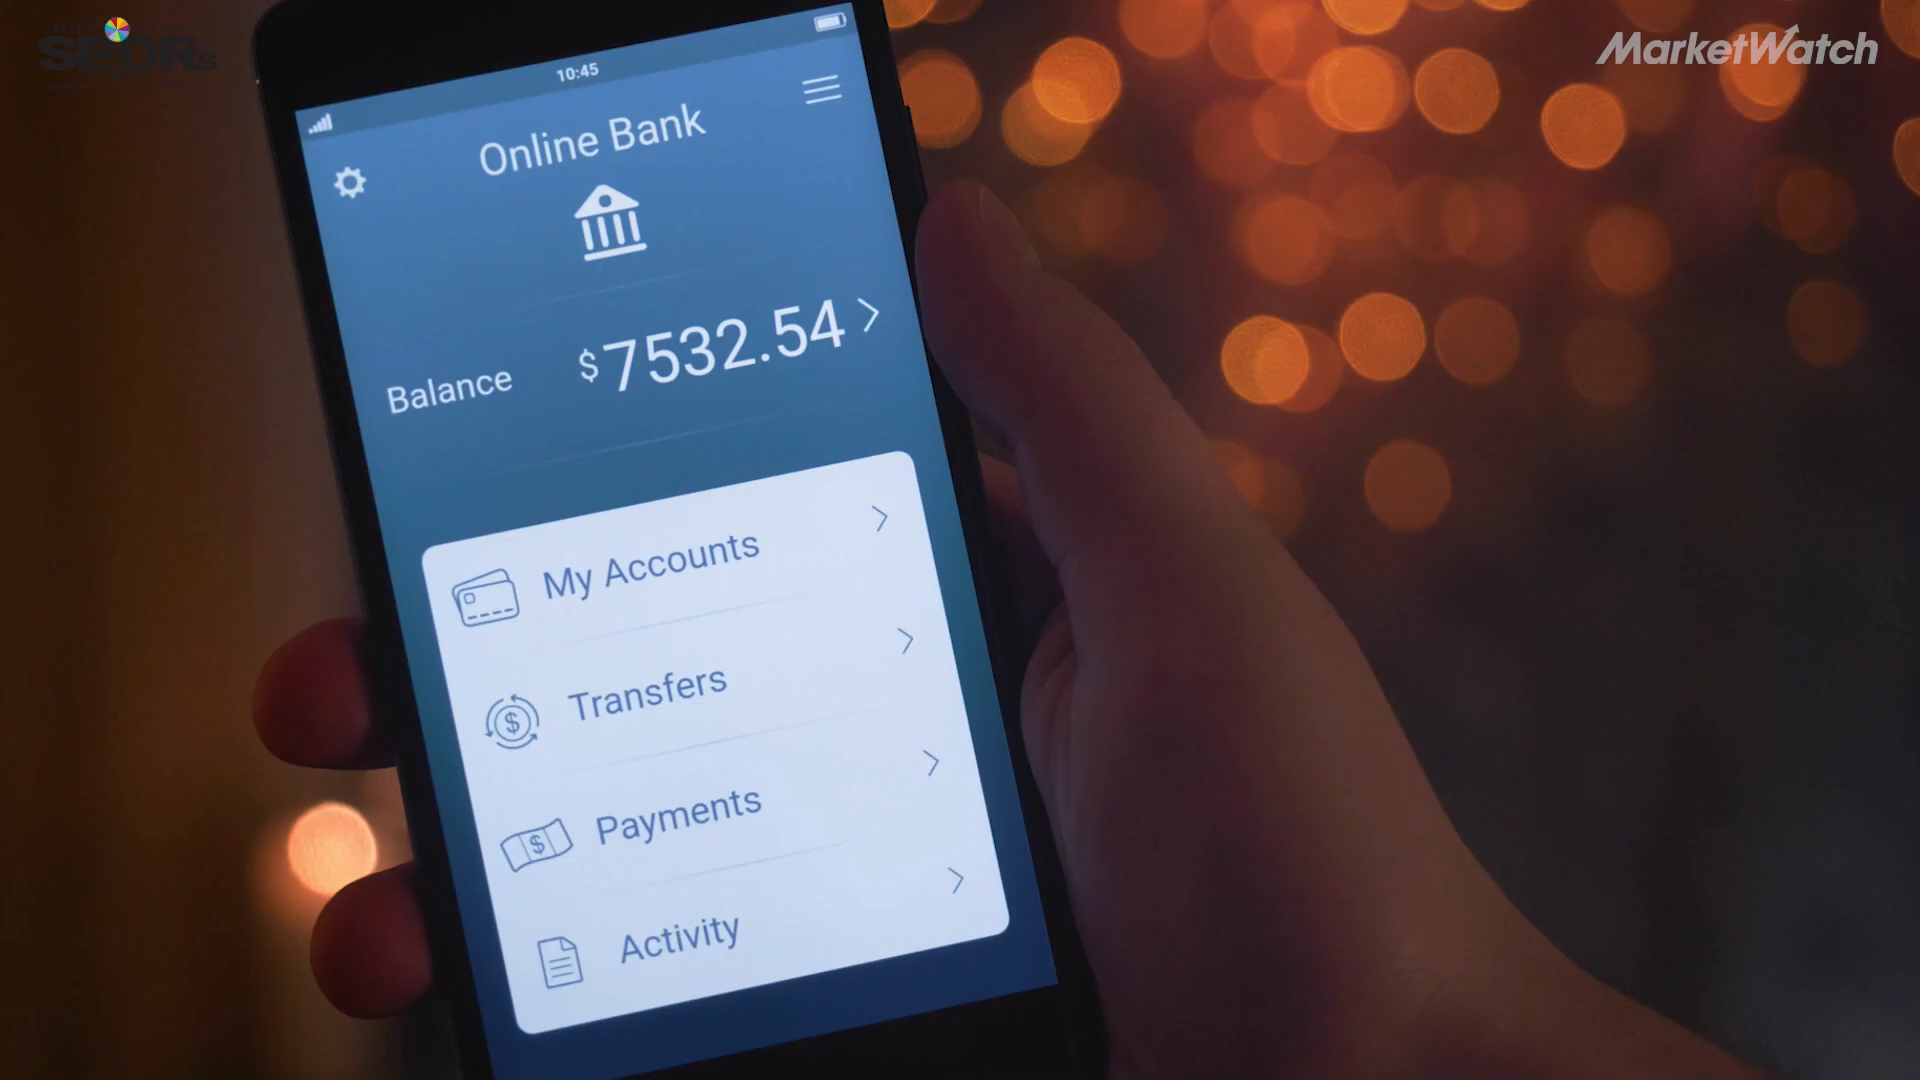 SPDRs
MarketWatch
10:45
Online Bank
Balance $7532.54
My Accounts
Transfers
Payments
Activity